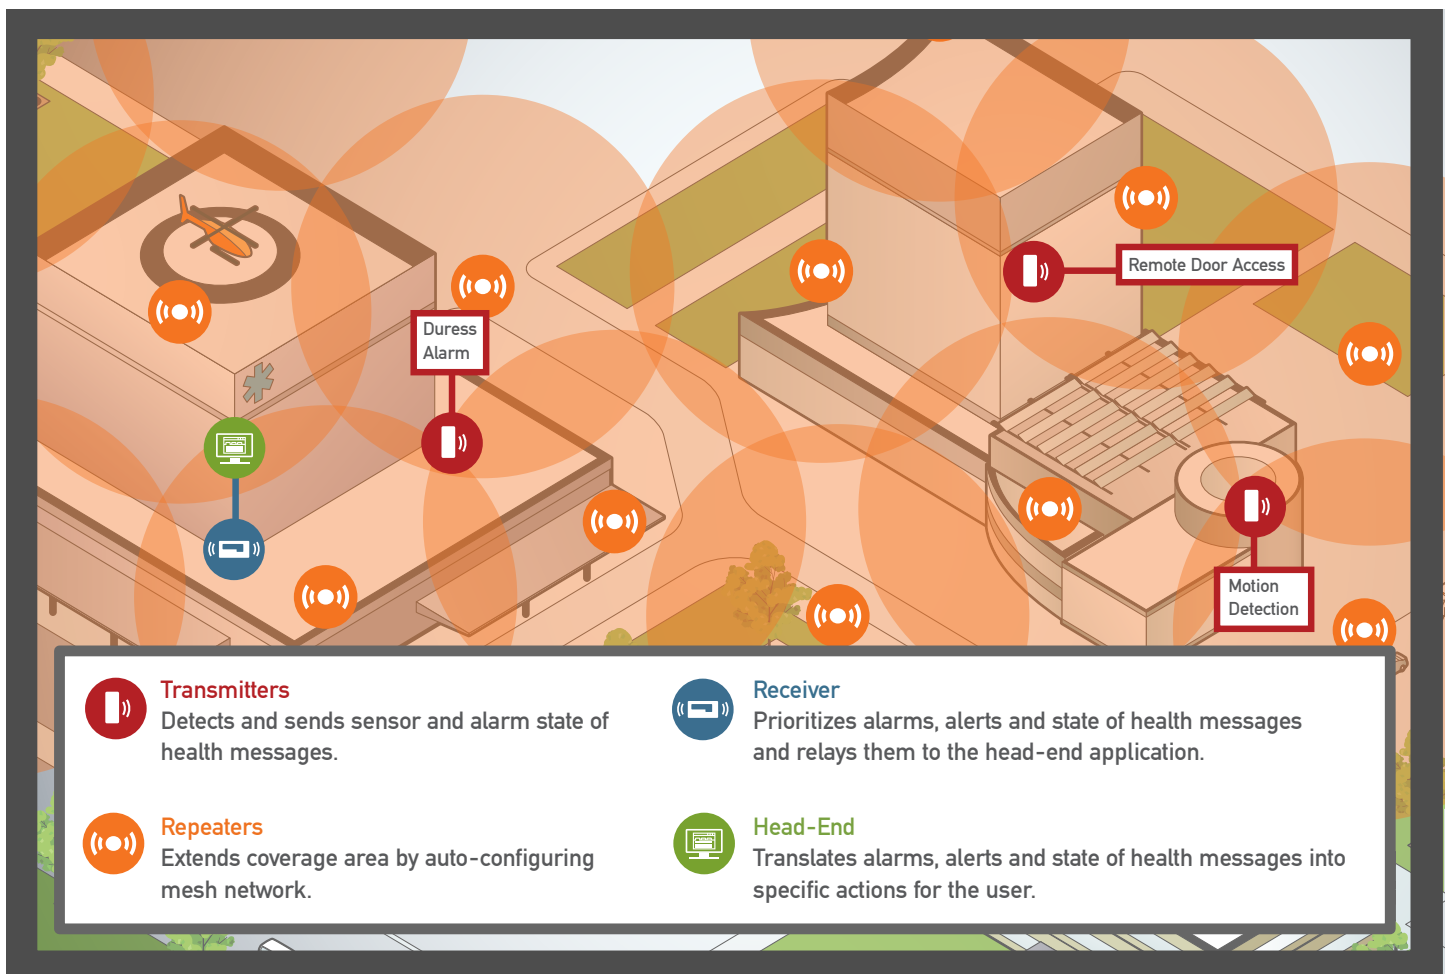 Remote Door Access
Duress
Alarm
Motion
Detection
Transmitters
Detects and sends sensor and alarm state of
health messages.
Receiver
Prioritizes alarms, alerts and state of health messages
and relays them to the head-end application.
Repeaters
Extends coverage area by auto-configuring
mesh network.
Head-End
Translates alarms, alerts and state of health messages into
specific actions for the user.